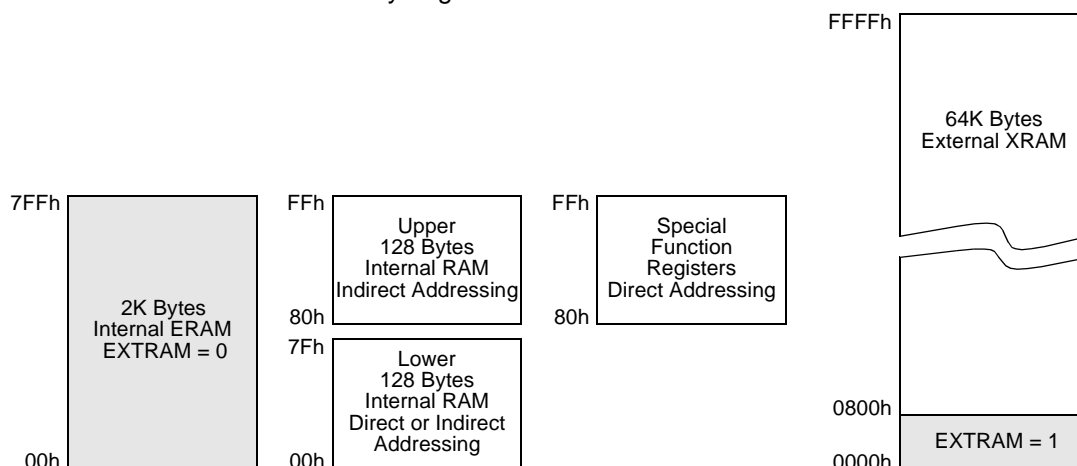 FFFFh
64K Bytes
External XRAM
7FFh
2K Bytes
Internal ERAM
EXTRAM = 0
00h
FFh
Upper
128 Bytes
Internal RAM
Indirect Addressing
80h
7Fh
Lower
128 Bytes
Internal RAM
Direct or Indirect
Addressing
00h
FFh
Special
Function
Registers
Direct Addressing
80h
0800h
EXTRAM = 1
0000h